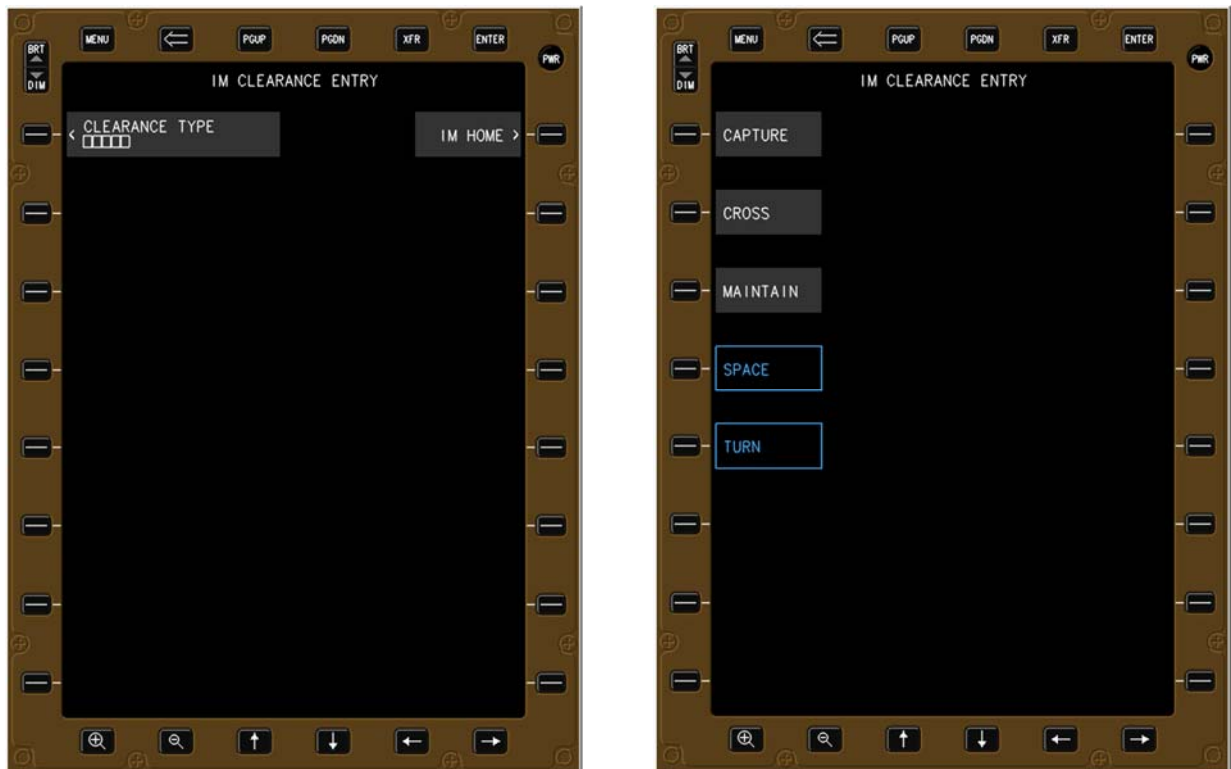 MENU PGUP PGDN XFR ENTER
BRT
DIM
PWR
IM CLEARANCE ENTRY
< CLEARANCE TYPE
IM HOME >
MENU PGUP PGDN XFR ENTER
BRT
DIM
PWR
IM CLEARANCE ENTRY
CAPTURE
CROSS
MAINTAIN
SPACE
TURN